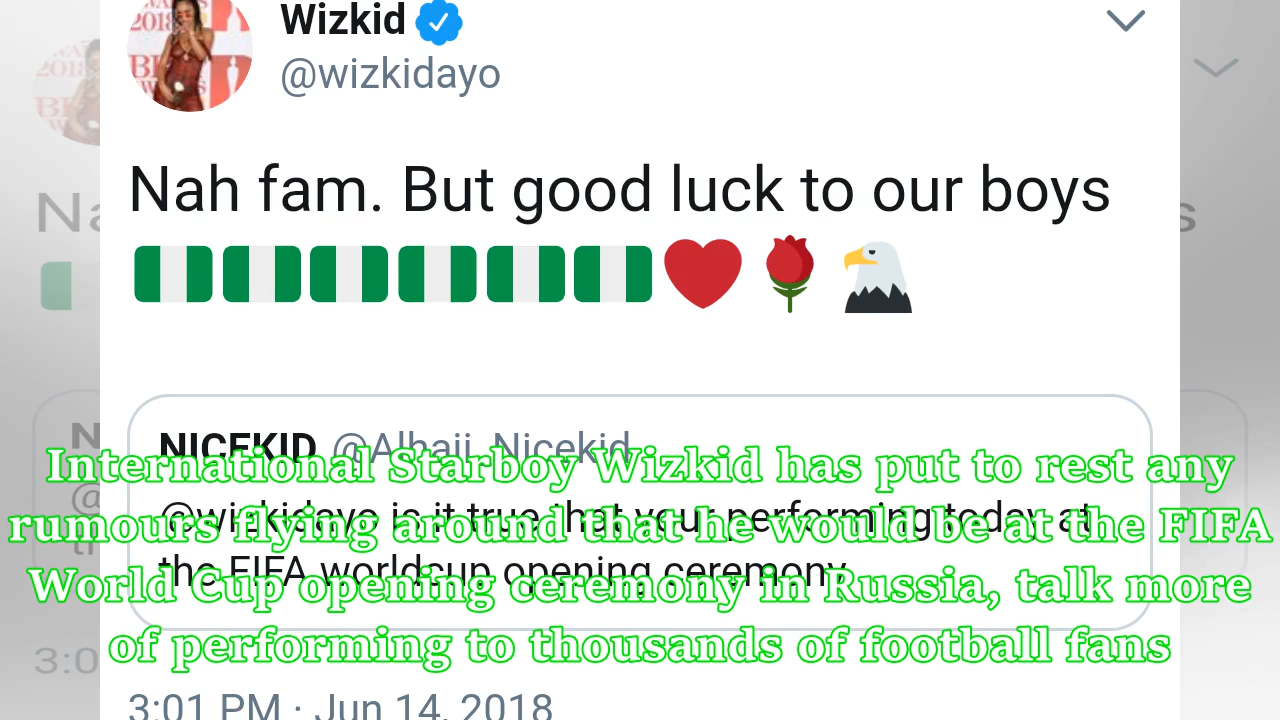 Wizkid
@wizkidayo
Nah fam. But good luck to our boys
🇳🇬🇳🇬🇳🇬🇳🇬🇳🇬🇳🇬❤️🌹🦅
NICEKID @Alhaji_Nicekid
@wizkidayo is it true that your performing today at
the FIFA worldcup opening ceremony
International Starboy Wizkid has put to rest any
rumours flying around that he would be at the FIFA
World Cup opening ceremony in Russia, talk more
of performing to thousands of football fans
3:01 PM · Jun 14, 2018